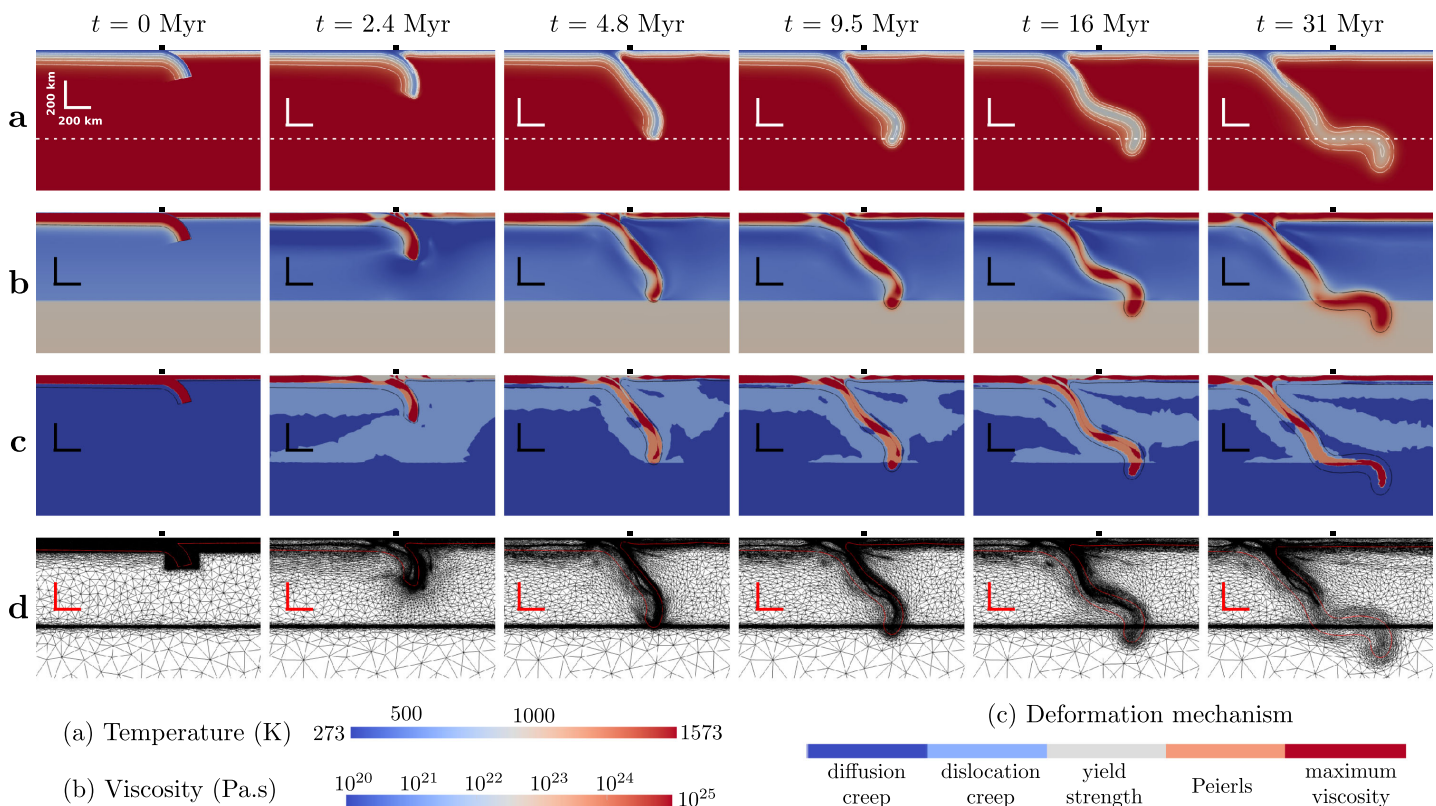 t = 0 Myr
t = 2.4 Myr
t = 4.8 Myr
t = 9.5 Myr
t = 16 Myr
t = 31 Myr
a
200 km
200 km
b
c
d
(a) Temperature (K)
273
500
1000
1573
(b) Viscosity (Pa.s)
10^20
10^21
10^22
10^23
10^24
10^25
(c) Deformation mechanism
diffusion
creep
dislocation
creep
yield
strength
Peierls
maximum
viscosity